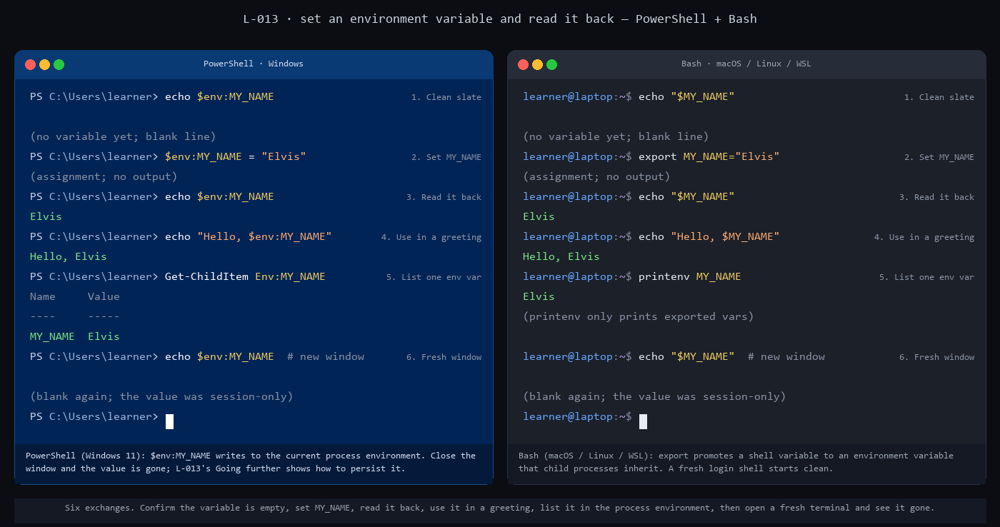 L-013 · set an environment variable and read it back — PowerShell + Bash
PowerShell · Windows
PS C:\Users\learner> echo $env:MY_NAME 1. Clean slate
(no variable yet; blank line)
PS C:\Users\learner> $env:MY_NAME = "Elvis" 2. Set MY_NAME
(assignment; no output)
PS C:\Users\learner> echo $env:MY_NAME 3. Read it back
Elvis
PS C:\Users\learner> echo "Hello, $env:MY_NAME" 4. Use in a greeting
Hello, Elvis
PS C:\Users\learner> Get-ChildItem Env:MY_NAME 5. List one env var
Name     Value
----     -----
MY_NAME  Elvis
PS C:\Users\learner> echo $env:MY_NAME  # new window 6. Fresh window
(blank again; the value was session-only)
PS C:\Users\learner>
PowerShell (Windows 11): $env:MY_NAME writes to the current process environment. Close the
window and the value is gone; L-013's Going further shows how to persist it.
Bash · macOS / Linux / WSL
learner@laptop:~$ echo "$MY_NAME" 1. Clean slate
(no variable yet; blank line)
learner@laptop:~$ export MY_NAME="Elvis" 2. Set MY_NAME
(assignment; no output)
learner@laptop:~$ echo "$MY_NAME" 3. Read it back
Elvis
learner@laptop:~$ echo "Hello, $MY_NAME" 4. Use in a greeting
Hello, Elvis
learner@laptop:~$ printenv MY_NAME 5. List one env var
Elvis
(printenv only prints exported vars)
learner@laptop:~$ echo "$MY_NAME"  # new window 6. Fresh window
(blank again; the value was session-only)
learner@laptop:~$
Bash (macOS / Linux / WSL): export promotes a shell variable to an environment variable
that child processes inherit. A fresh login shell starts clean.
Six exchanges. Confirm the variable is empty, set MY_NAME, read it back, use it in a greeting, list it in the process environment, then open a fresh terminal and see it gone.